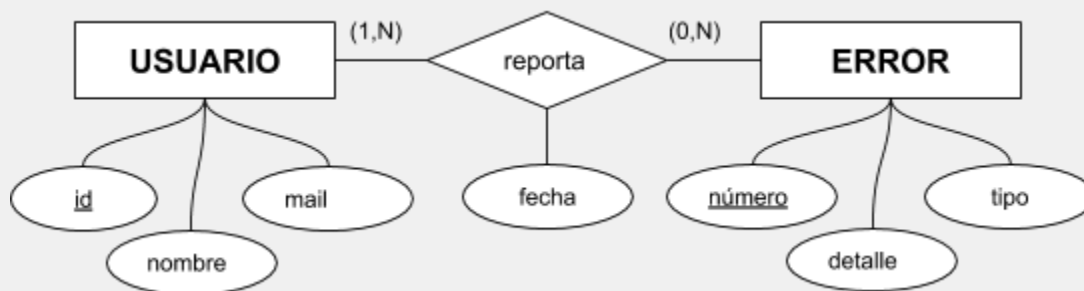 (1,N)
(0,N)
USUARIO
reporta
ERROR
id
mail
fecha
número
tipo
nombre
detalle